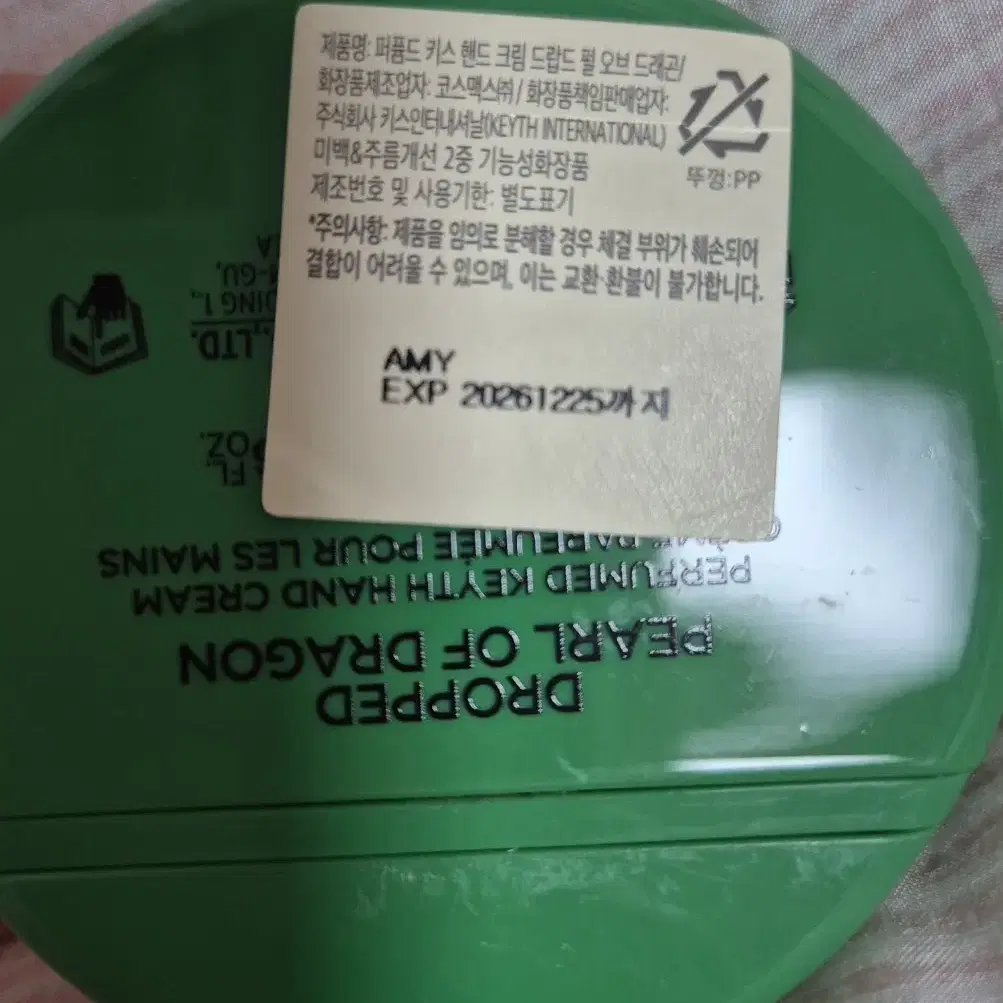 제품명: 퍼퓸드 키스 핸드 크림 드랍드 펄 오브 드래곤/
화장품제조업자: 코스맥스㈜/ 화장품책임판매업자:
주식회사 키스인터내셔널(KEYTH INTERNATIONAL)
미백&주름개선 2중 기능성화장품
제조번호 및 사용기한: 별도표기
*주의사항: 제품을 임의로 분해할 경우 체결 부위가 훼손되어
결합이 어려울 수 있으며, 이는 교환·환불이 불가합니다.
뚜껑:PP
AMY
EXP 20261225까지
DROPPED
PEARL OF DRAGON
PERFUMED KEYTH HAND CREAM
PARFUMÉE POUR LES MAINS
FL.
OZ.
LTD.
DING 1,
-GU,